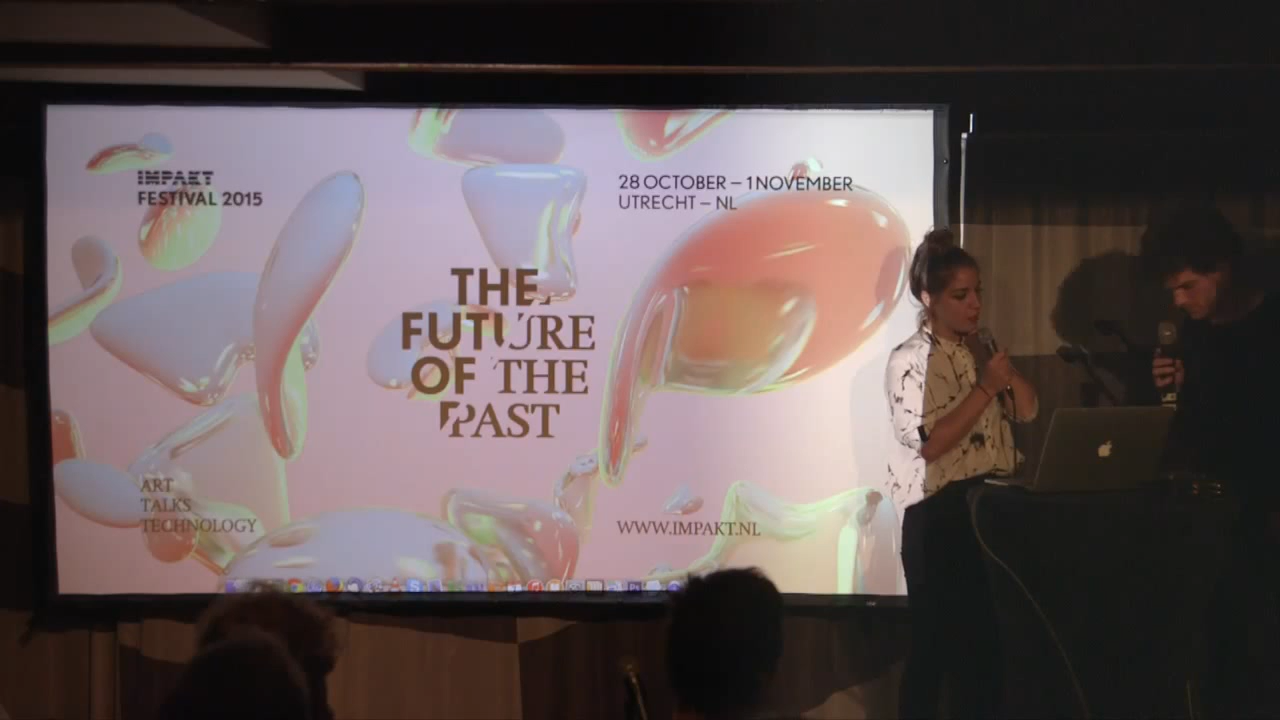 IMPAKT
FESTIVAL 2015
28 OCTOBER – 1 NOVEMBER
UTRECHT – NL
THE
FUTURE
OF THE
PAST
ART
TALKS
TECHNOLOGY
WWW.IMPAKT.NL